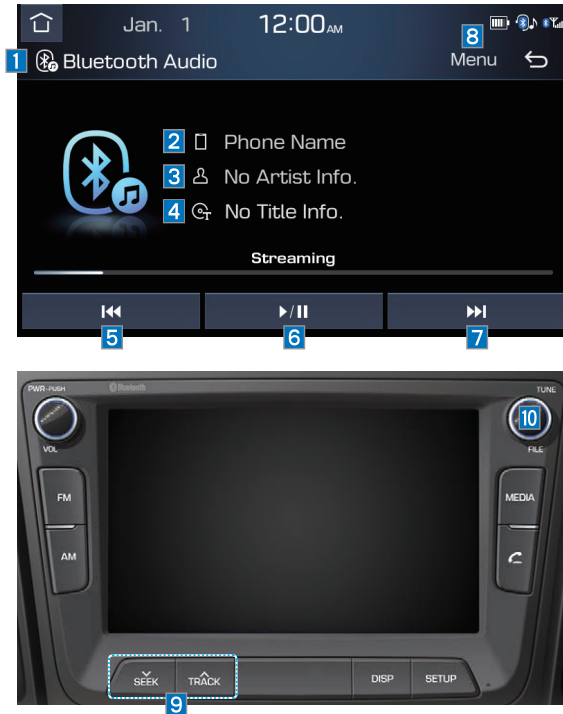 Jan. 1 12:00 AM
8
1 Bluetooth Audio Menu
2 Phone Name
3 No Artist Info.
4 T No Title Info.
Streaming
5 6 7
PWR-PUSH Bluetooth TUNE
10
VOL FILE
FM MEDIA
AM
SEEK TRACK DISP SETUP
9